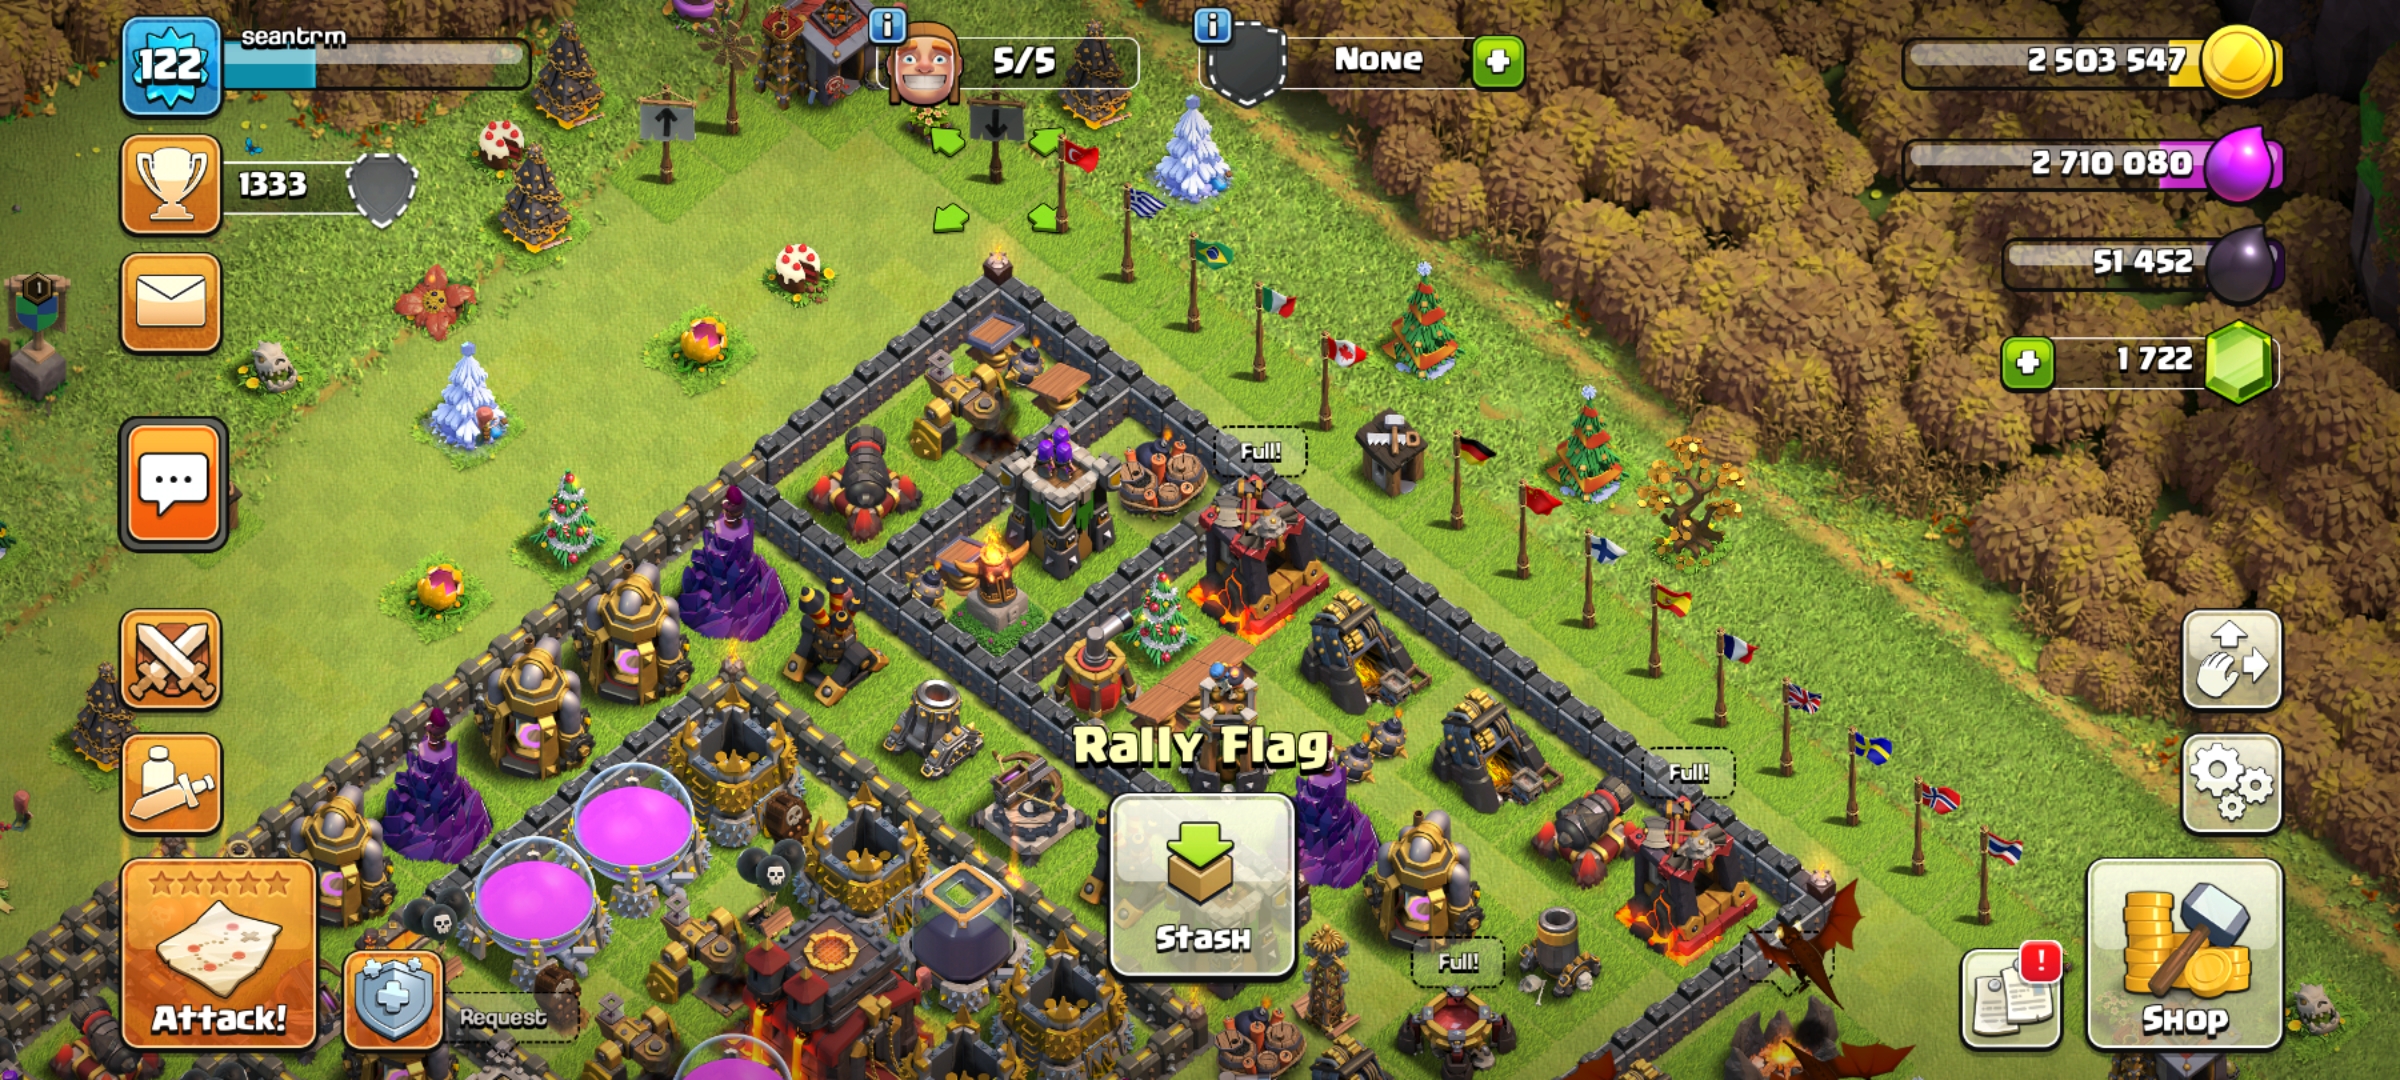 122
seantrm
5/5
None
2 503 547
1333
2 710 080
51 452
1 722
1
Full!
Rally Flag
Full!
Stash
Full!
Attack!
Request
!
Shop